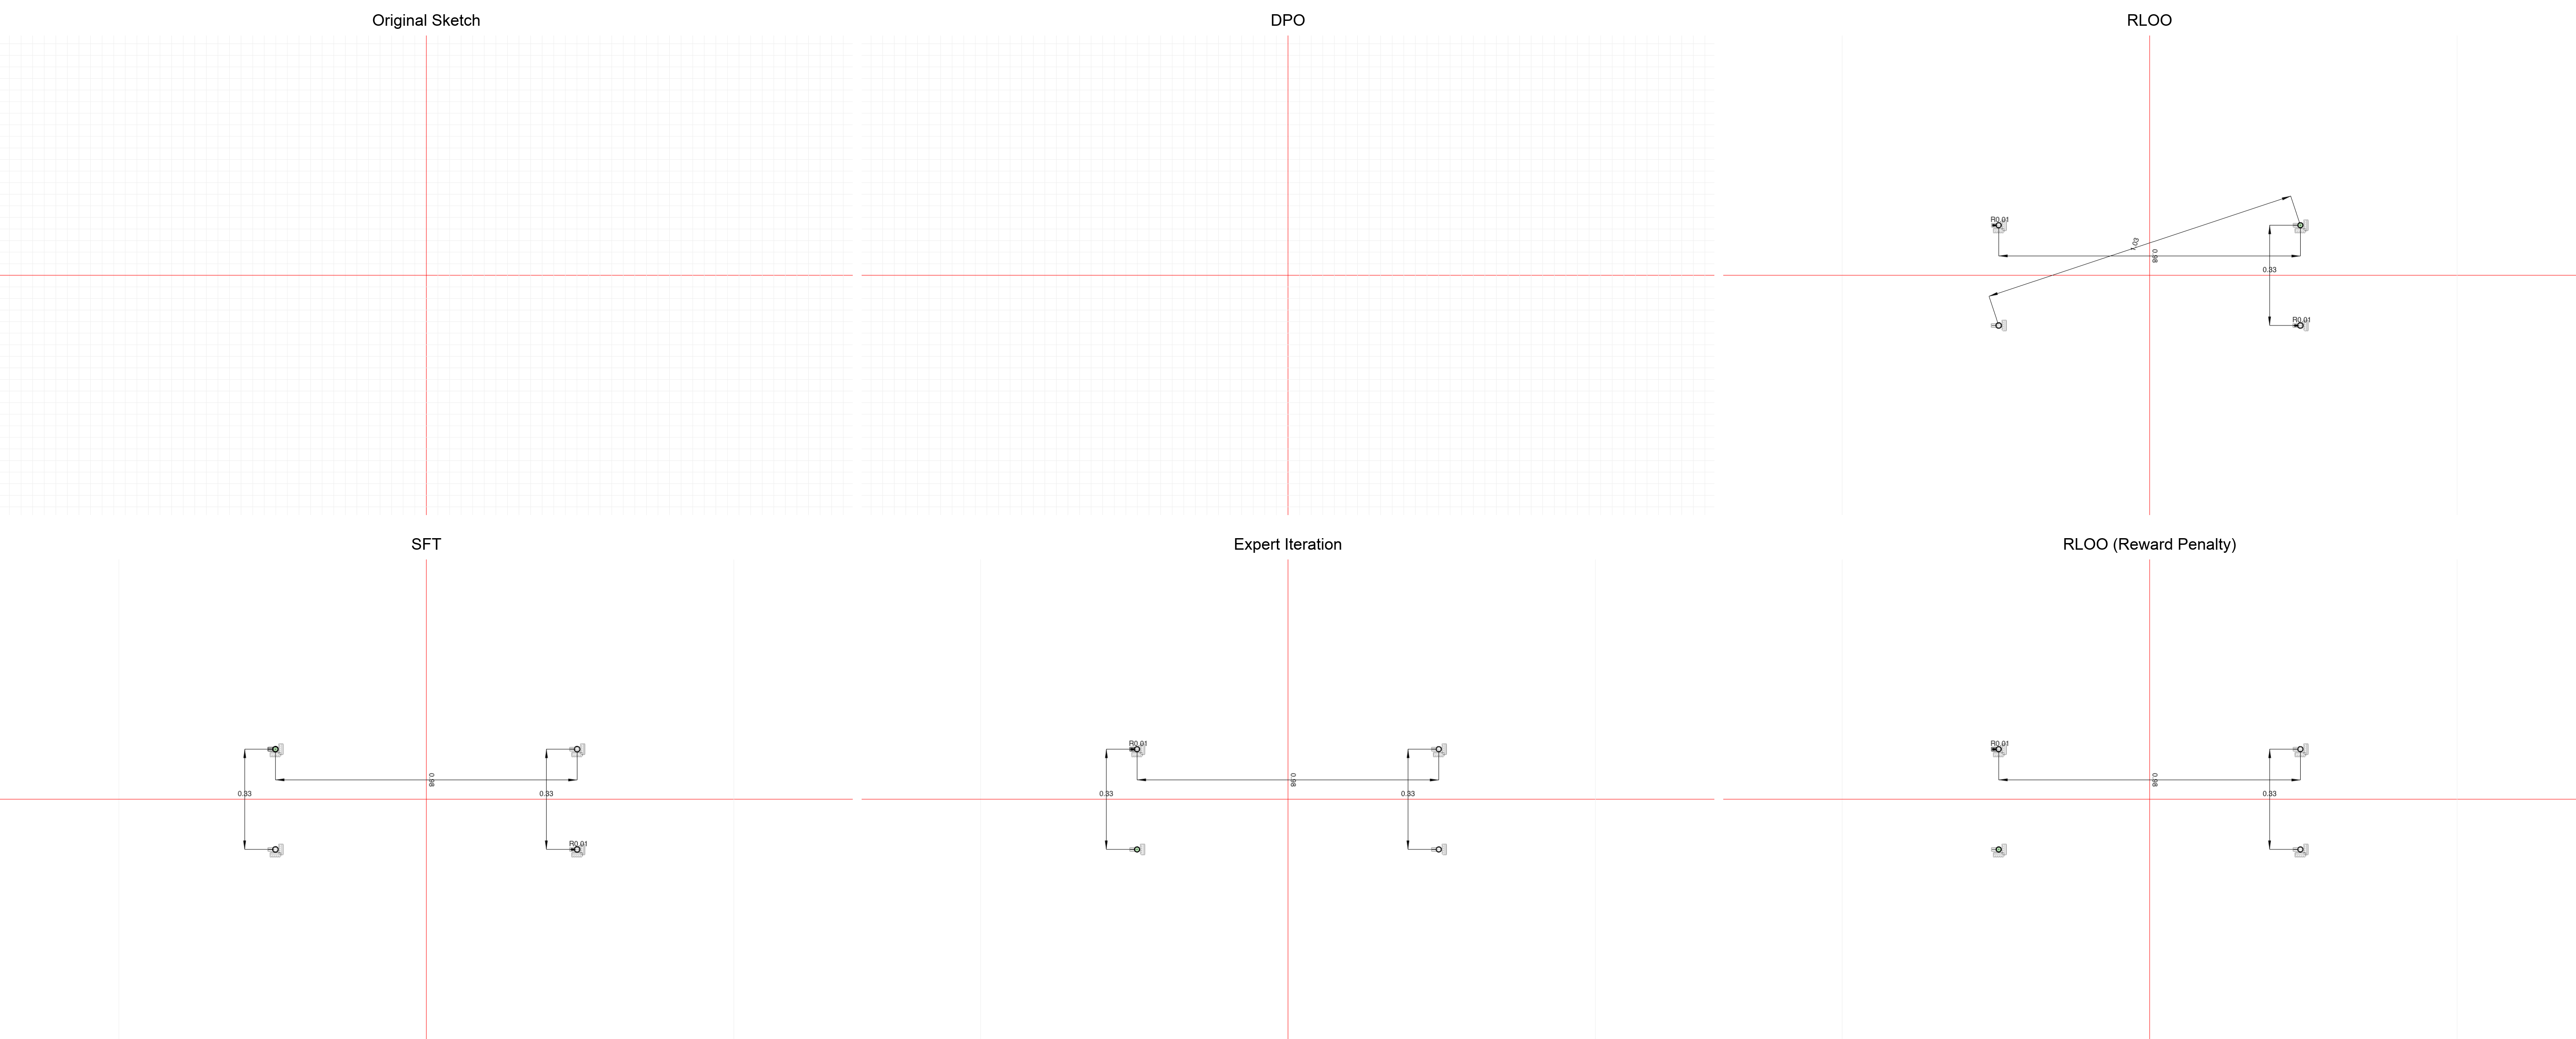 Original Sketch
DPO
RLOO
R0.01
1.03
0.98
0.33
R0.01
SFT
Expert Iteration
RLOO (Reward Penalty)
0.98
0.33
0.33
R0.01
R0.01
0.98
0.33
0.33
R0.01
0.98
0.33